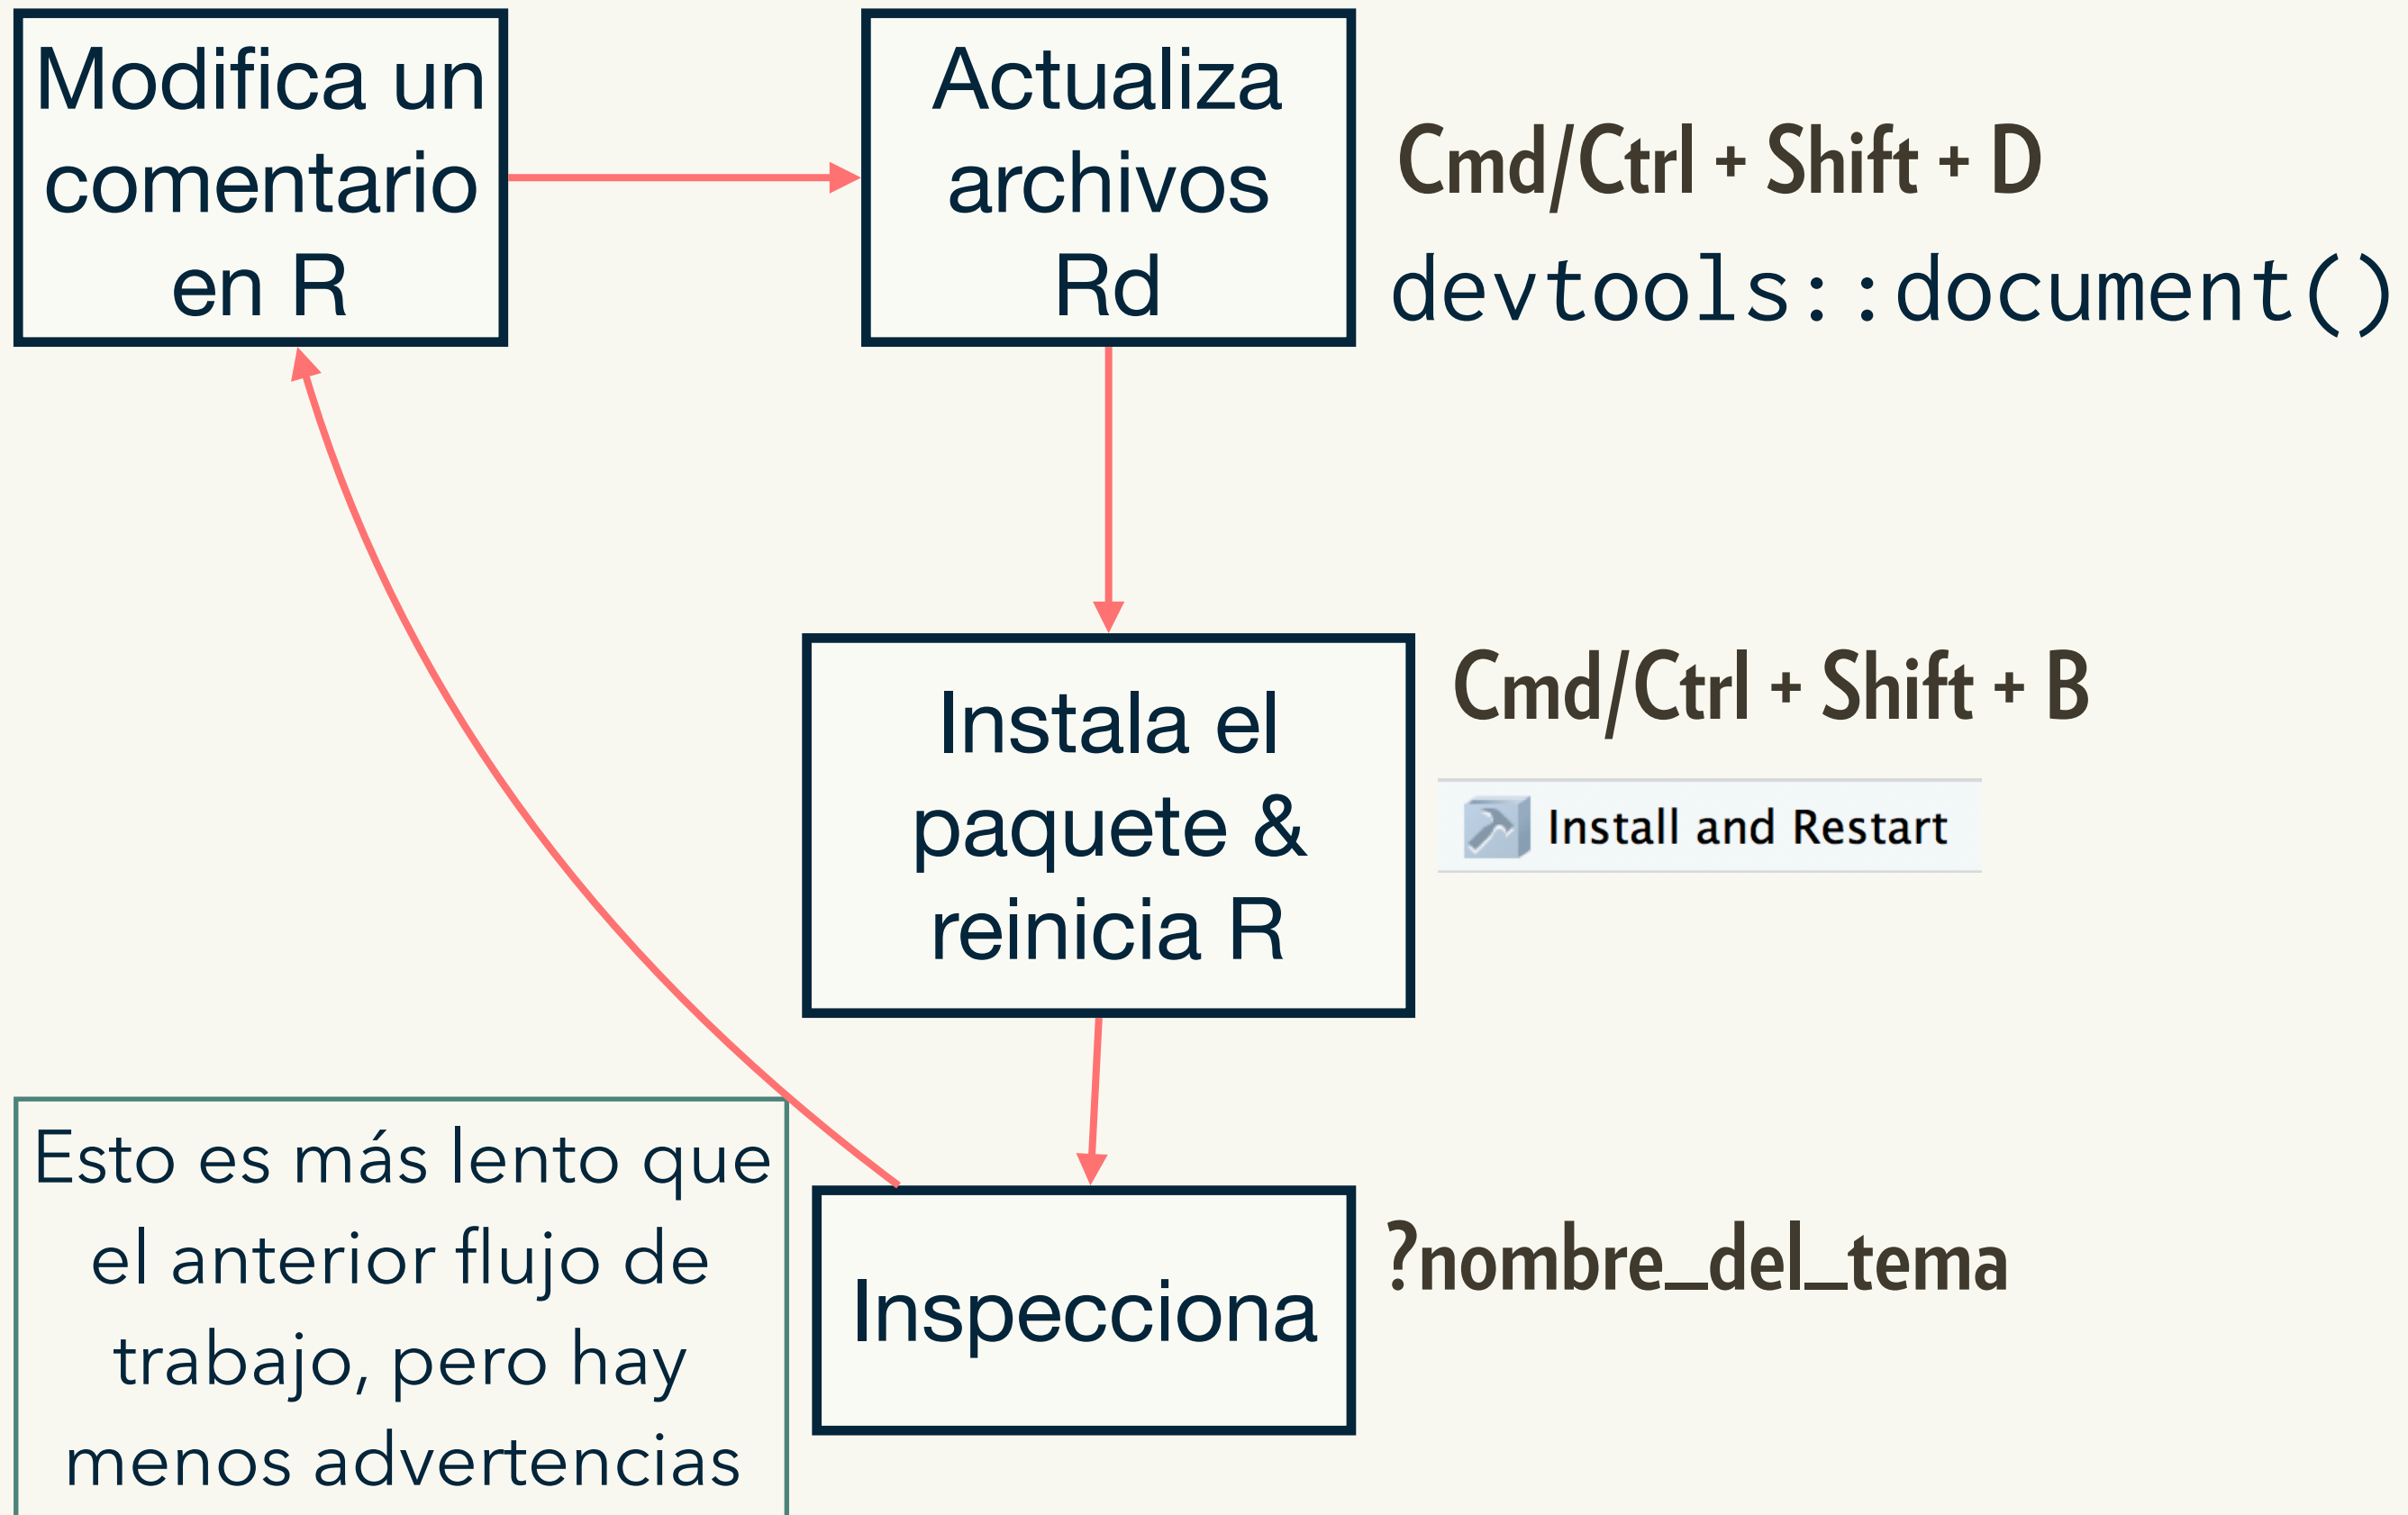 Modifica un
comentario
en R
Actualiza
archivos
Rd
Cmd/Ctrl + Shift + D
devtools::document()
Instala el
paquete &
reinicia R
Cmd/Ctrl + Shift + B
Install and Restart
Esto es más lento que
el anterior flujo de
trabajo, pero hay
menos advertencias
Inspecciona
?nombre_del_tema